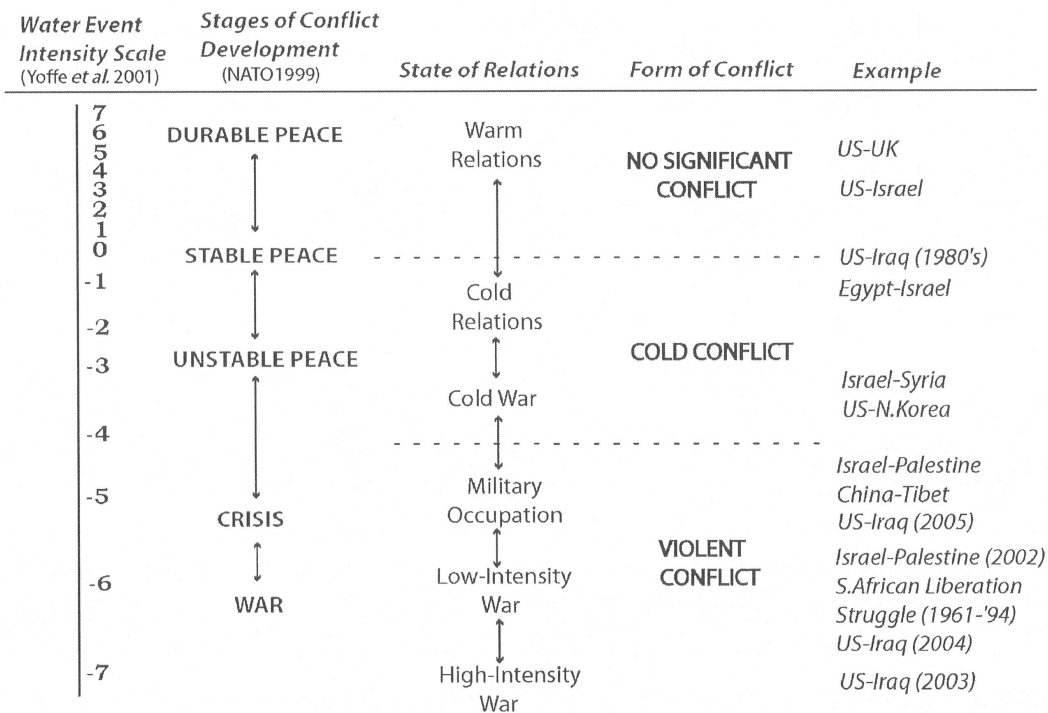 Water Event
Intensity Scale
(Yoffe et al. 2001)
Stages of Conflict
Development
(NATO1999)
State of Relations
Form of Conflict
Example
7
6
5
4
3
2
1
0
-1
-2
-3
-4
-5
-6
-7
DURABLE PEACE
STABLE PEACE
UNSTABLE PEACE
CRISIS
WAR
Warm
Relations
Cold
Relations
Cold War
Military
Occupation
Low-Intensity
War
High-Intensity
War
NO SIGNIFICANT
CONFLICT
COLD CONFLICT
VIOLENT
CONFLICT
US-UK
US-Israel
US-Iraq (1980's)
Egypt-Israel
Israel-Syria
US-N.Korea
Israel-Palestine
China-Tibet
US-Iraq (2005)
Israel-Palestine (2002)
S.African Liberation
Struggle (1961-'94)
US-Iraq (2004)
US-Iraq (2003)